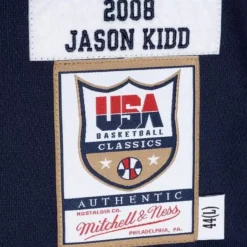 2008
JASON KIDD
USA
BASKETBALL
CLASSICS
AUTHENTIC
NOSTALGIA CO.
Mitchell & Ness
PHILADELPHIA, PA.
44(L)